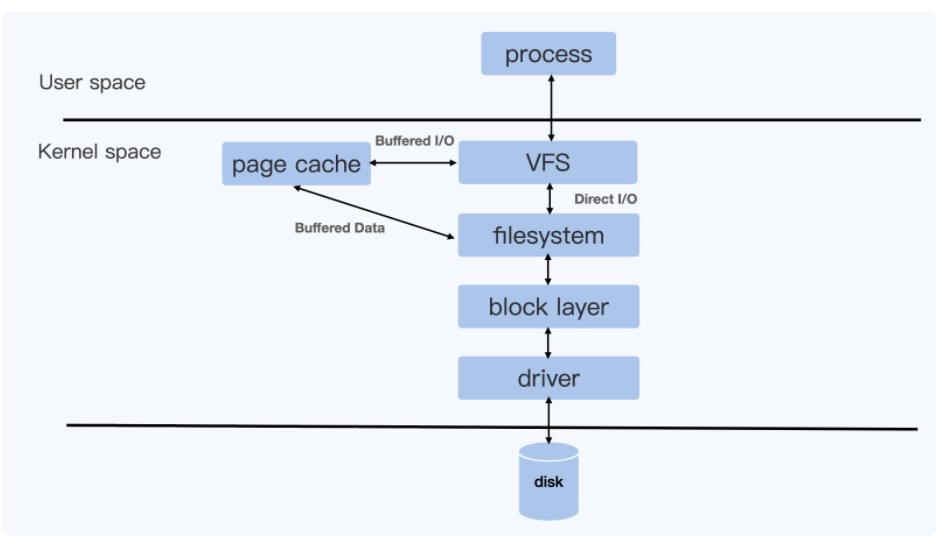 process
User space
Kernel space
Buffered I/O
page cache
VFS
Direct I/O
Buffered Data
filesystem
block layer
driver
disk